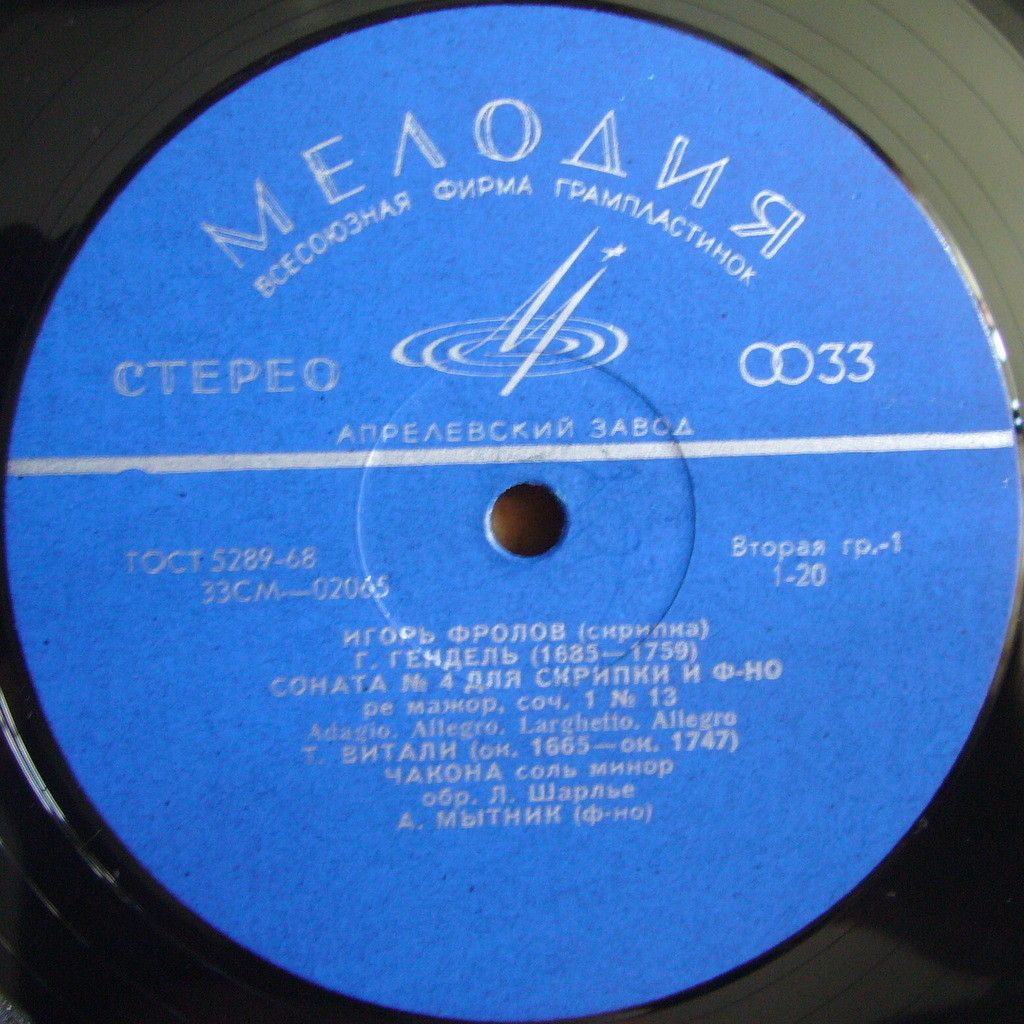 МЕЛОДИЯ
ВСЕСОЮЗНАЯ ФИРМА ГРАМПЛАСТИНОК
СТЕРЕО
33
АПРЕЛЕВСКИЙ ЗАВОД
ГОСТ 5289-68
33СМ—02065
Вторая гр.-1
1-20
ИГОРЬ ФРОЛОВ (скрипка)
Г. ГЕНДЕЛЬ (1685—1759)
СОНАТА № 4 ДЛЯ СКРИПКИ И Ф-НО
ре мажор, соч. 1 № 13
Adagio, Allegro, Larghetto, Allegro
Т. ВИТАЛИ (ок. 1665—ок. 1747)
ЧАКОНА соль минор
обр. Л. Шарлье
А. МЫТНИК (ф-но)